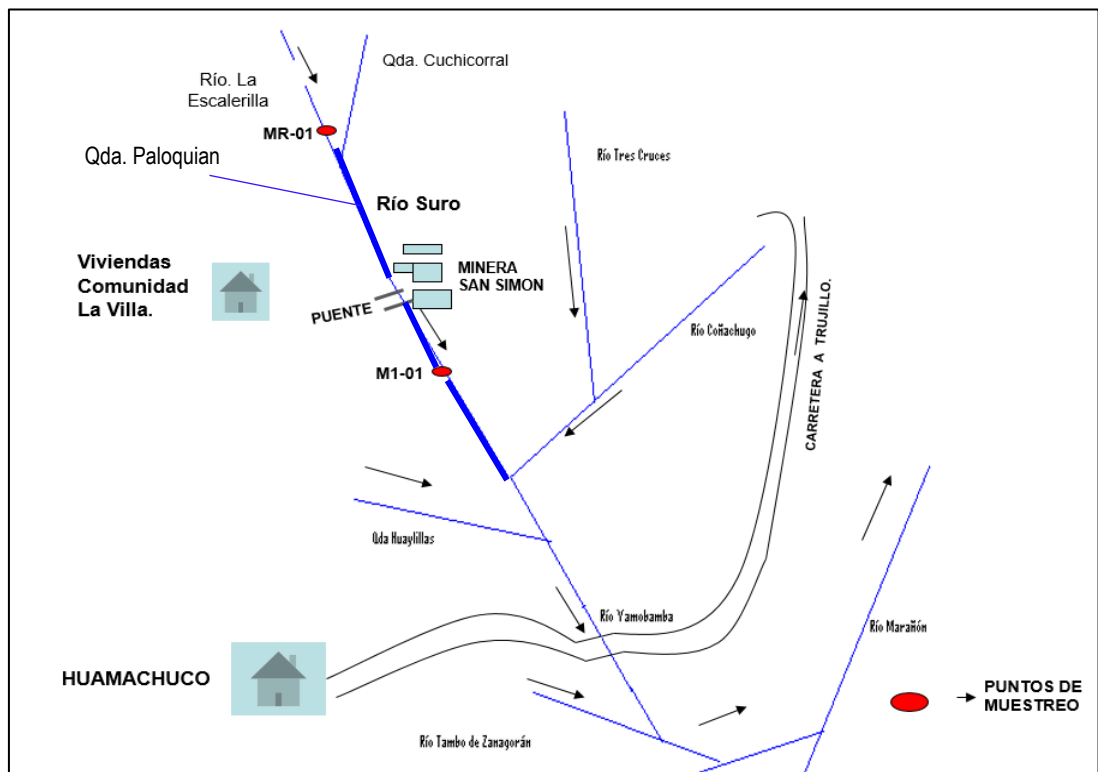 Qda. Cuchicorral
Río. La
Escalerilla
MR-01
Qda. Paloquian
Río Tres Cruces
Río Suro
Viviendas
Comunidad
La Villa.
MINERA
SAN SIMON
PUENTE
Río Coñachugo
M1-01
CARRETERA A TRUJILLO.
Qda Huaylillas
Río Yamobamba
Río Marañón
HUAMACHUCO
PUNTOS DE
MUESTREO
Río Tambo de Zanagorán